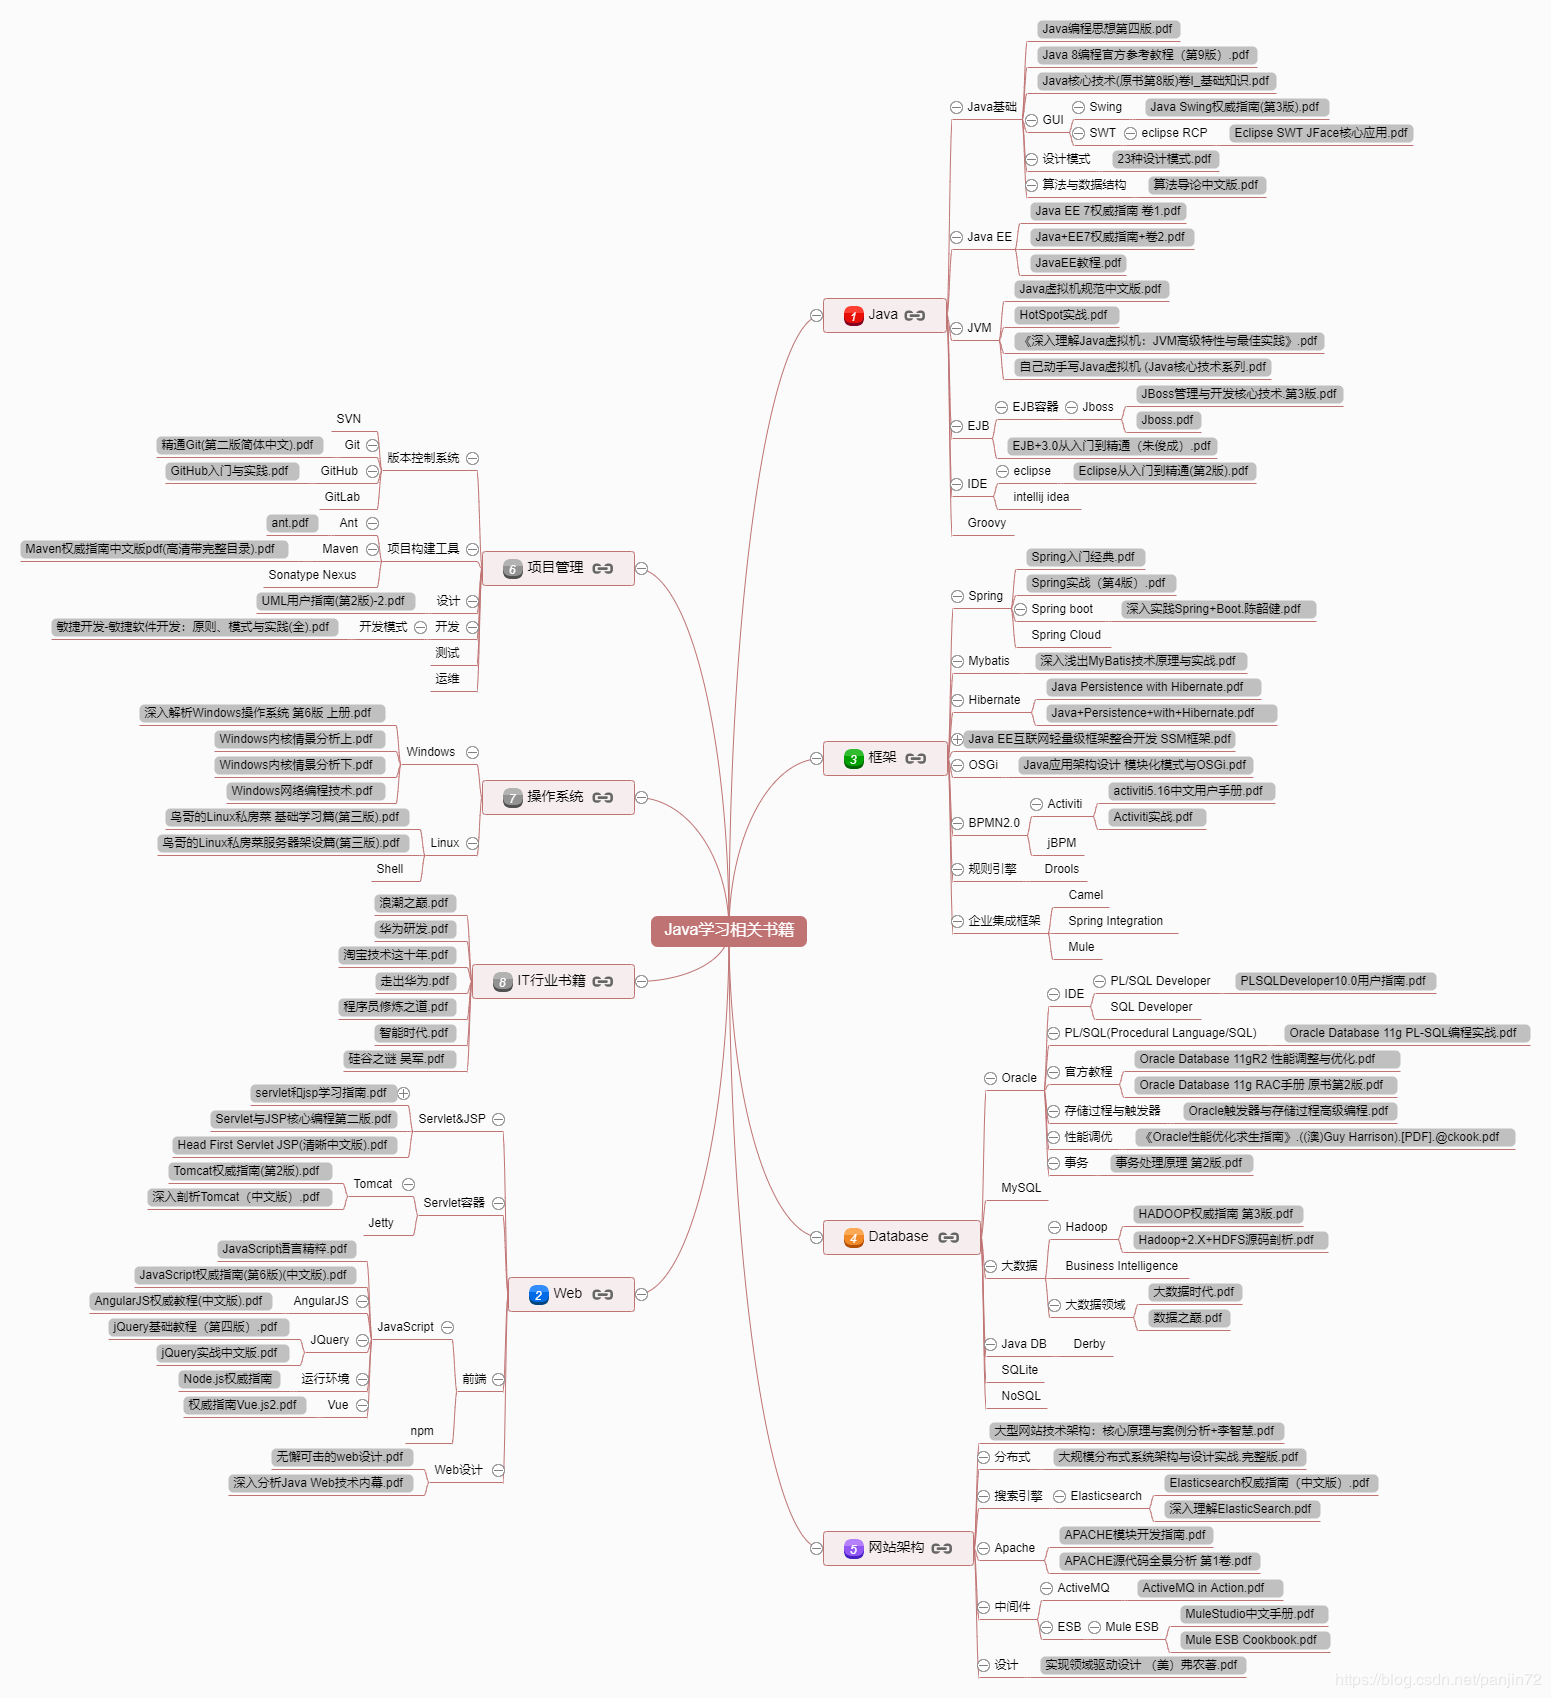 Java学习相关书籍
1 Java
Java基础
Java编程思想第四版.pdf
Java 8编程官方参考教程（第9版）.pdf
Java核心技术(原书第8版)卷I_基础知识.pdf
GUI
Swing
Java Swing权威指南(第3版).pdf
SWT
eclipse RCP
Eclipse SWT JFace核心应用.pdf
设计模式
23种设计模式.pdf
算法与数据结构
算法导论中文版.pdf
Java EE
Java EE 7权威指南 卷1.pdf
Java+EE7权威指南+卷2.pdf
JavaEE教程.pdf
JVM
Java虚拟机规范中文版.pdf
HotSpot实战.pdf
《深入理解Java虚拟机：JVM高级特性与最佳实践》.pdf
自己动手写Java虚拟机 (Java核心技术系列.pdf
EJB
EJB容器
Jboss
JBoss管理与开发核心技术.第3版.pdf
Jboss.pdf
EJB+3.0从入门到精通（朱俊成）.pdf
IDE
eclipse
Eclipse从入门到精通(第2版).pdf
intellij idea
Groovy
3 框架
Spring
Spring入门经典.pdf
Spring实战（第4版）.pdf
Spring boot
深入实践Spring+Boot.陈韶健.pdf
Spring Cloud
Mybatis
深入浅出MyBatis技术原理与实战.pdf
Hibernate
Java Persistence with Hibernate.pdf
Java+Persistence+with+Hibernate.pdf
Java EE互联网轻量级框架整合开发 SSM框架.pdf
OSGi
Java应用架构设计 模块化模式与OSGi.pdf
BPMN2.0
Activiti
activiti5.16中文用户手册.pdf
Activiti实战.pdf
jBPM
规则引擎
Drools
企业集成框架
Camel
Spring Integration
Mule
4 Database
Oracle
IDE
PL/SQL Developer
PLSQLDeveloper10.0用户指南.pdf
SQL Developer
PL/SQL(Procedural Language/SQL)
Oracle Database 11g PL-SQL编程实战.pdf
官方教程
Oracle Database 11gR2 性能调整与优化.pdf
Oracle Database 11g RAC手册 原书第2版.pdf
存储过程与触发器
Oracle触发器与存储过程高级编程.pdf
性能调优
《Oracle性能优化求生指南》.((澳)Guy Harrison).[PDF].@ckook.pdf
事务
事务处理原理 第2版.pdf
MySQL
大数据
Hadoop
HADOOP权威指南 第3版.pdf
Hadoop+2.X+HDFS源码剖析.pdf
Business Intelligence
大数据领域
大数据时代.pdf
数据之巅.pdf
Java DB
Derby
SQLite
NoSQL
5 网站架构
大型网站技术架构：核心原理与案例分析+李智慧.pdf
分布式
大规模分布式系统架构与设计实战.完整版.pdf
搜索引擎
Elasticsearch
Elasticsearch权威指南（中文版）.pdf
深入理解ElasticSearch.pdf
Apache
APACHE模块开发指南.pdf
APACHE源代码全景分析 第1卷.pdf
中间件
ActiveMQ
ActiveMQ in Action.pdf
ESB
Mule ESB
MuleStudio中文手册.pdf
Mule ESB Cookbook.pdf
设计
实现领域驱动设计 （美）弗农著.pdf
6 项目管理
版本控制系统
SVN
Git
精通Git(第二版简体中文).pdf
GitHub
GitHub入门与实践.pdf
GitLab
项目构建工具
Ant
ant.pdf
Maven
Maven权威指南中文版pdf(高清带完整目录).pdf
Sonatype Nexus
设计
UML用户指南(第2版)-2.pdf
开发
开发模式
敏捷开发-敏捷软件开发：原则、模式与实践(全).pdf
测试
运维
7 操作系统
Windows
深入解析Windows操作系统 第6版 上册.pdf
Windows内核情景分析上.pdf
Windows内核情景分析下.pdf
Windows网络编程技术.pdf
Linux
鸟哥的Linux私房菜 基础学习篇(第三版).pdf
鸟哥的Linux私房菜服务器架设篇(第三版).pdf
Shell
8 IT行业书籍
浪潮之巅.pdf
华为研发.pdf
淘宝技术这十年.pdf
走出华为.pdf
程序员修炼之道.pdf
智能时代.pdf
硅谷之谜 吴军.pdf
2 Web
Servlet&JSP
servlet和jsp学习指南.pdf
Servlet与JSP核心编程第二版.pdf
Head First Servlet JSP(清晰中文版).pdf
Servlet容器
Tomcat
Tomcat权威指南(第2版).pdf
深入剖析Tomcat（中文版）.pdf
Jetty
前端
JavaScript
JavaScript语言精粹.pdf
JavaScript权威指南(第6版)(中文版).pdf
AngularJS
AngularJS权威教程(中文版).pdf
JQuery
jQuery基础教程（第四版）.pdf
jQuery实战中文版.pdf
运行环境
Node.js权威指南
Vue
权威指南Vue.js2.pdf
npm
Web设计
无懈可击的web设计.pdf
深入分析Java Web技术内幕.pdf
https://blog.csdn.net/panjin72